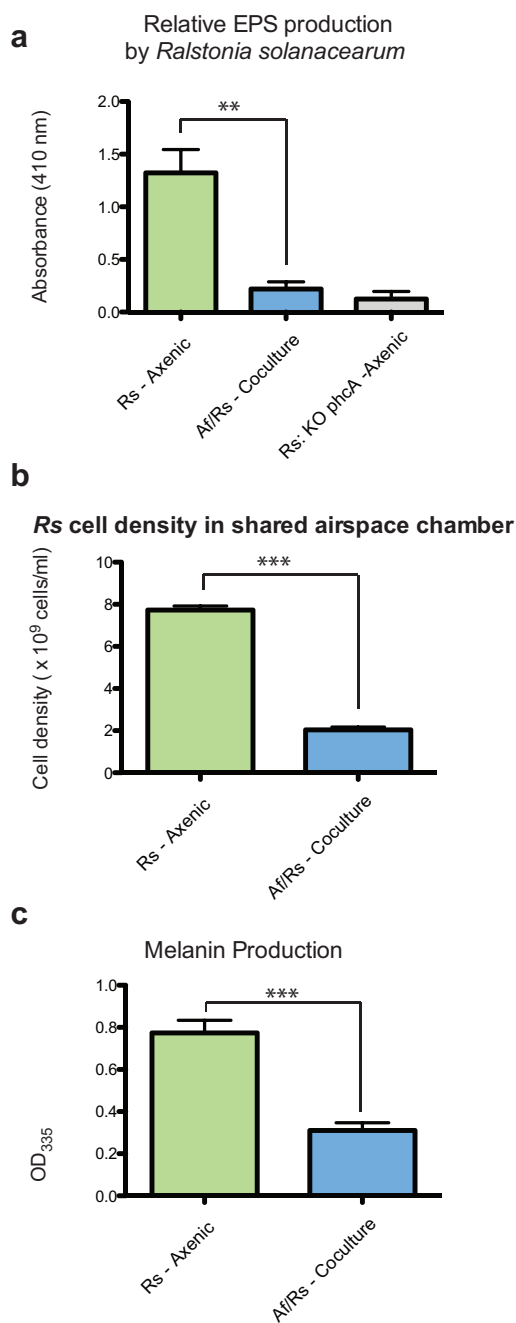 a
Relative EPS production
by Ralstonia solanacearum
**
Absorbance (410 nm)
2.0
1.5
1.0
0.5
0.0
Rs - Axenic
Af/Rs - Coculture
Rs: KO phcA -Axenic
b
Rs cell density in shared airspace chamber
***
Cell density ( x 10⁹ cells/ml)
10
8
6
4
2
0
Rs - Axenic
Af/Rs - Coculture
c
Melanin Production
***
OD₃₃₅
1.0
0.8
0.6
0.4
0.2
0.0
Rs - Axenic
Af/Rs - Coculture